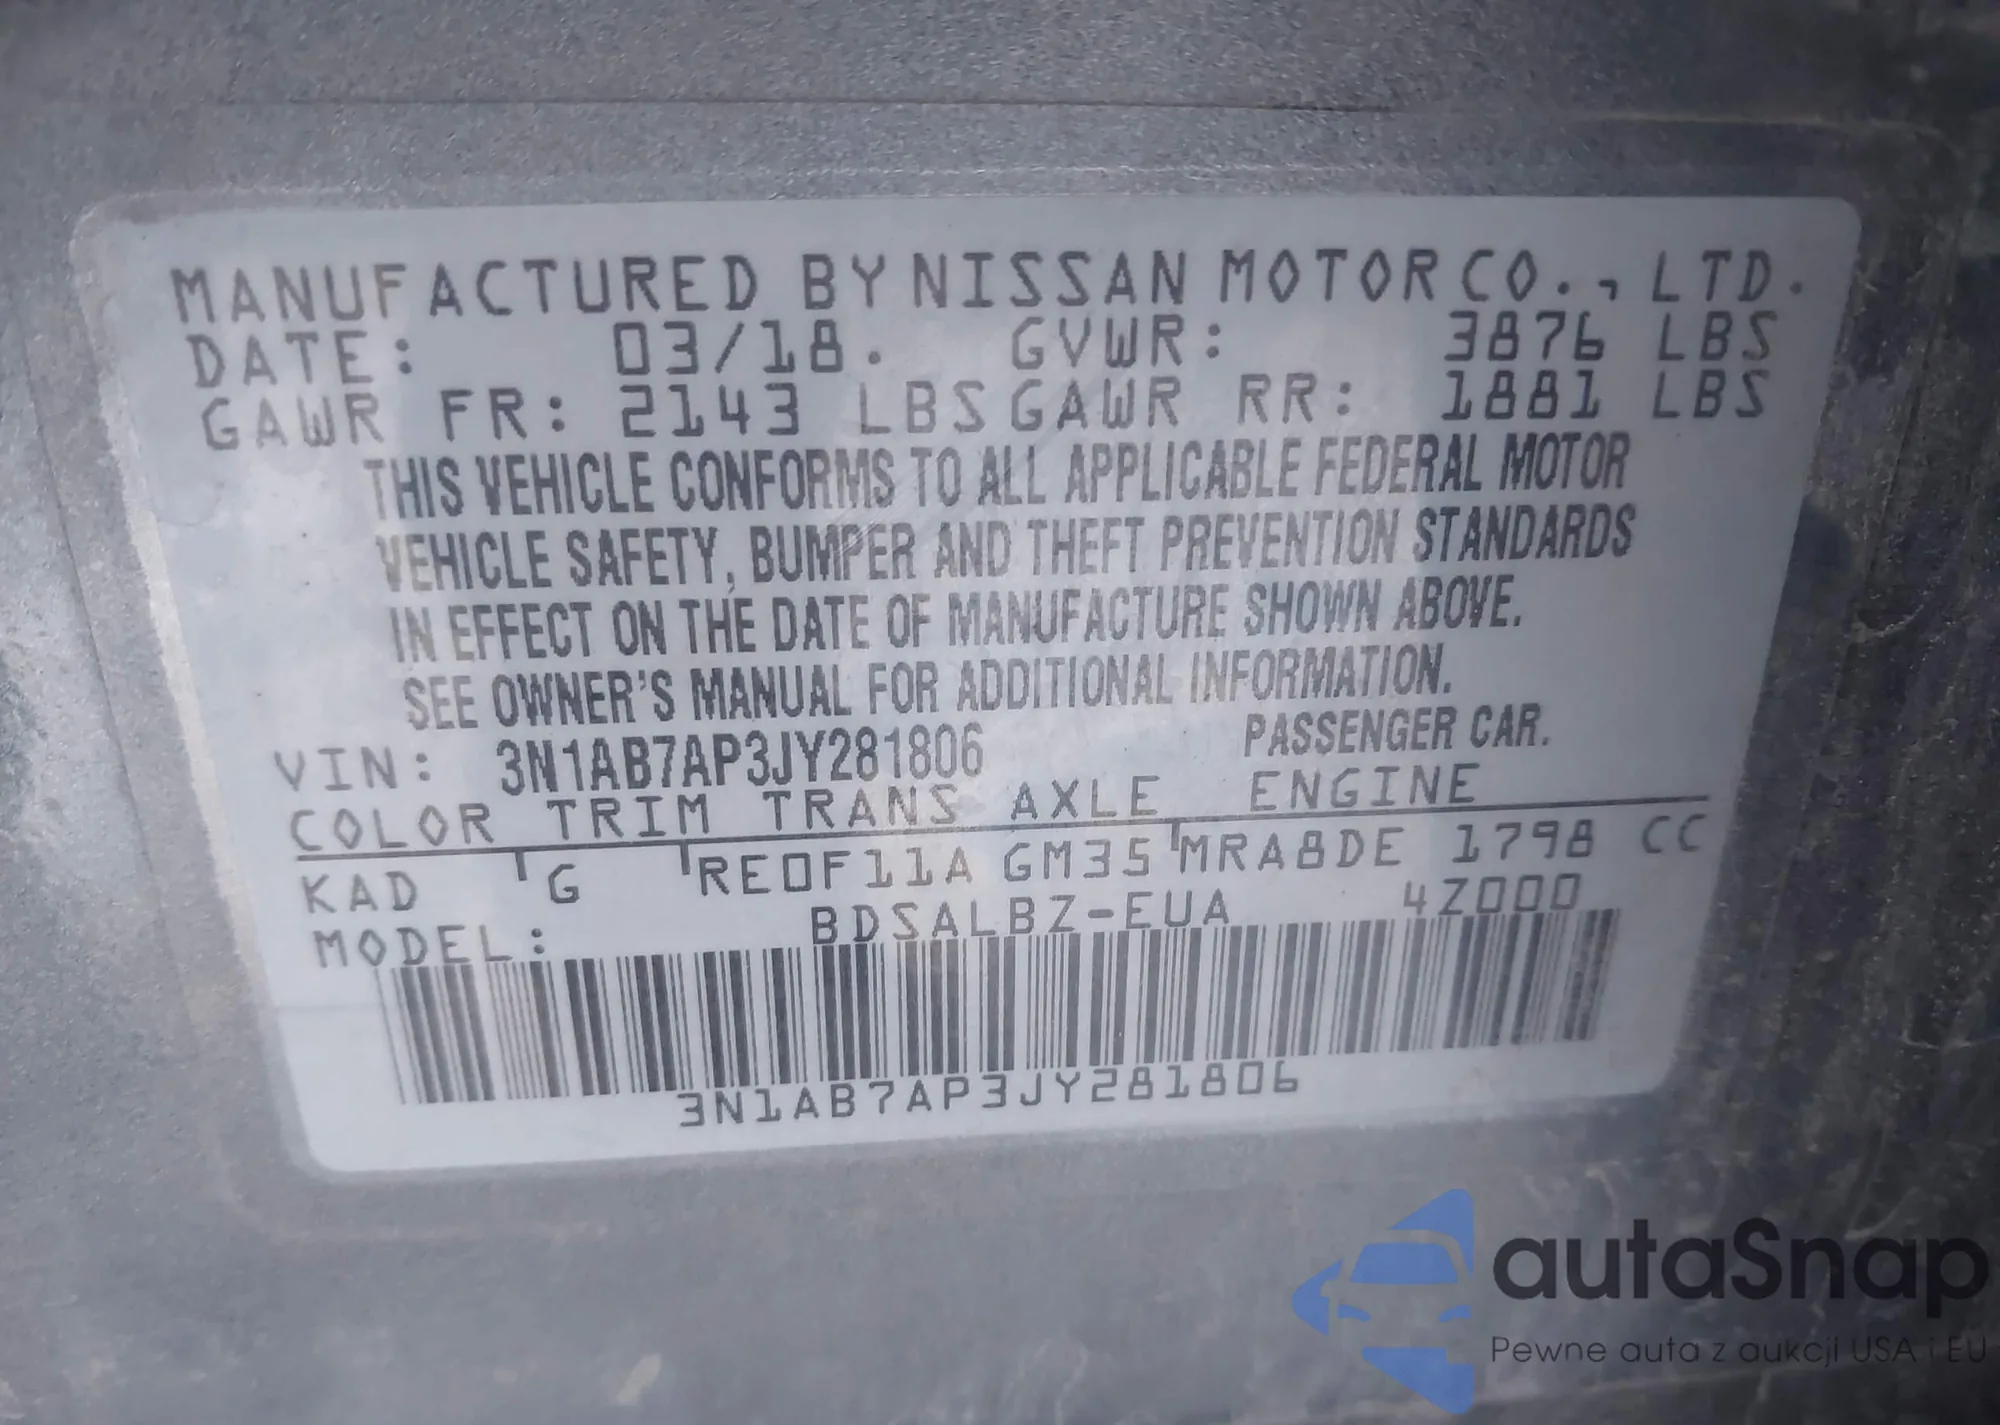 MANUFACTURED BY NISSAN MOTOR CO., LTD.
DATE: 03/18. GVWR: 3876 LBS
GAWR FR: 2143 LBS GAWR RR: 1881 LBS
THIS VEHICLE CONFORMS TO ALL APPLICABLE FEDERAL MOTOR
VEHICLE SAFETY, BUMPER AND THEFT PREVENTION STANDARDS
IN EFFECT ON THE DATE OF MANUFACTURE SHOWN ABOVE.
SEE OWNER'S MANUAL FOR ADDITIONAL INFORMATION.
VIN: 3N1AB7AP3JY281806 PASSENGER CAR.
COLOR TRIM TRANS AXLE ENGINE
KAD G RE0F11A GM35 MRA8DE 1798 CC
MODEL: BDSALBZ-EUA 4Z000
3N1AB7AP3JY281806
autaSnap
Pewne auta z aukcji USA i EU